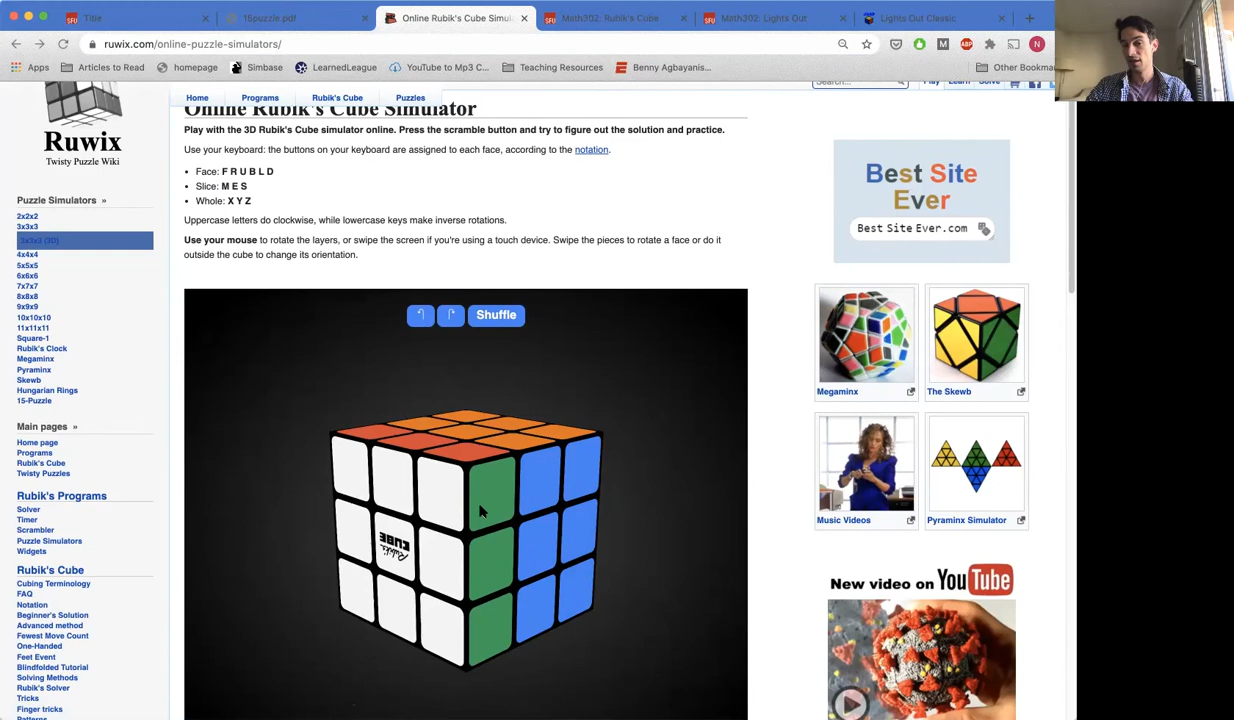 Title
15puzzle.pdf
Online Rubik's Cube Simul
Math302: Rubik's Cube
Math302: Lights Out
Lights Out Classic
ruwix.com/online-puzzle-simulators/
Apps
Articles to Read
homepage
Simbase
LearnedLeague
YouTube to Mp3 C...
Teaching Resources
Benny Agbayanis...
Other Bookma
Home
Programs
Rubik's Cube
Puzzles
Search...
Play
Learn
Solve
Ruwix
Twisty Puzzle Wiki
Puzzle Simulators »
2x2x2
3x3x3
3x3x3 (3D)
4x4x4
5x5x5
6x6x6
7x7x7
8x8x8
9x9x9
10x10x10
11x11x11
Square-1
Rubik's Clock
Megaminx
Pyraminx
Skewb
Hungarian Rings
15-Puzzle
Main pages »
Home page
Programs
Rubik's Cube
Twisty Puzzles
Rubik's Programs
Solver
Timer
Scrambler
Puzzle Simulators
Widgets
Rubik's Cube
Cubing Terminology
FAQ
Notation
Beginner's Solution
Advanced method
Fewest Move Count
One-Handed
Feet Event
Blindfolded Tutorial
Solving Methods
Rubik's Solver
Tricks
Finger tricks
Patterns
Online Rubik's Cube Simulator
Play with the 3D Rubik's Cube simulator online. Press the scramble button and try to figure out the solution and practice.
Use your keyboard: the buttons on your keyboard are assigned to each face, according to the notation.
• Face: F R U B L D
• Slice: M E S
• Whole: X Y Z
Uppercase letters do clockwise, while lowercase keys make inverse rotations.
Use your mouse to rotate the layers, or swipe the screen if you're using a touch device. Swipe the pieces to rotate a face or do it
outside the cube to change its orientation.
Shuffle
Rubik's
CUBE
Best Site
Ever
Best Site Ever.com
Megaminx
The Skewb
Music Videos
Pyraminx Simulator
New video on YouTube